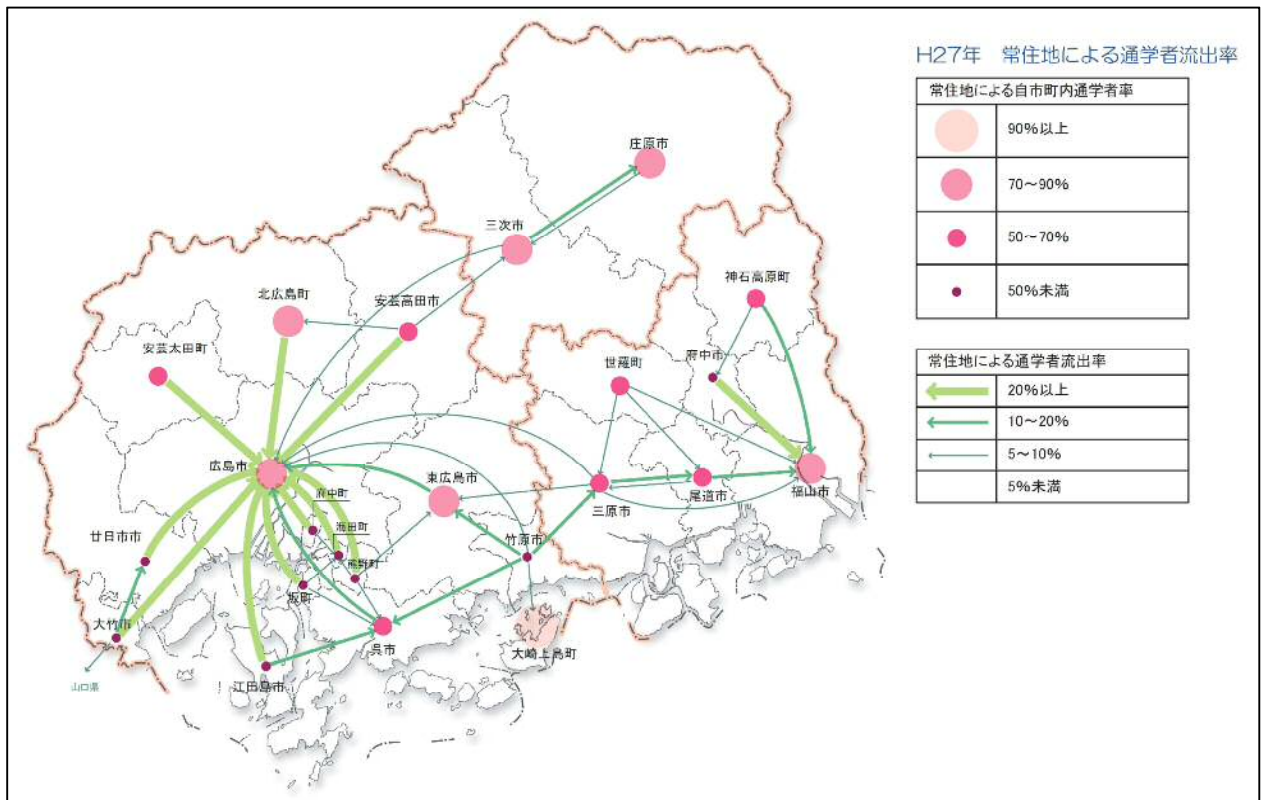 H27年　常住地による通学者流出率
常住地による自市町内通学者率
90%以上
70～90%
50～70%
50%未満
常住地による通学者流出率
20%以上
10～20%
5～10%
5%未満
庄原市
三次市
神石高原町
北広島町
安芸高田市
安芸太田町
世羅町
府中市
広島市
東広島市
府中町
海田町
熊野町
坂町
廿日市市
大竹市
山口県
江田島市
呉市
竹原市
三原市
尾道市
福山市
大崎上島町